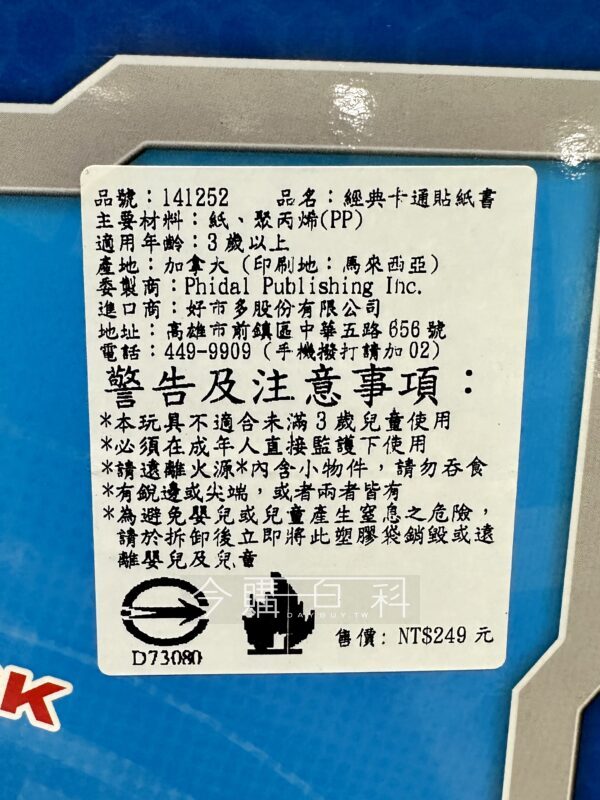 品號：141252 品名：經典卡通貼紙書
主要材料：紙、聚丙烯(PP)
適用年齡：3歲以上
產地：加拿大（印刷地：馬來西亞）
委製商：Phidal Publishing Inc.
進口商：好市多股份有限公司
地址：高雄市前鎮區中華五路656號
電話：449-9909（手機撥打請加02）
警告及注意事項：
*本玩具不適合未滿3歲兒童使用
*必須在成年人直接監護下使用
*請遠離火源*內含小物件，請勿吞食
*有銳邊或尖端，或者兩者皆有
*為避免嬰兒或兒童產生窒息之危險，
請於拆卸後立即將此塑膠袋銷毀或遠
離嬰兒及兒童
今購百科
DAYBUY.TW
D73080
售價：NT$249 元